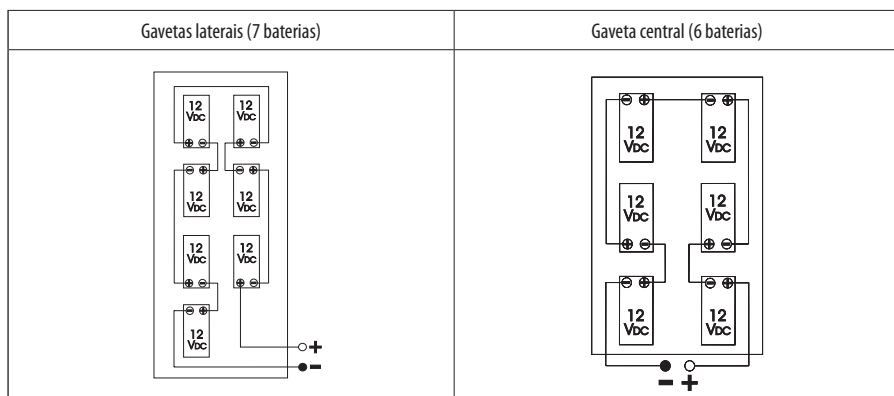 Gavetas laterais (7 baterias)
Gaveta central (6 baterias)
12
VDC
12
VDC
12
VDC
12
VDC
12
VDC
12
VDC
12
VDC
+
−
12
VDC
12
VDC
12
VDC
12
VDC
12
VDC
12
VDC
− +